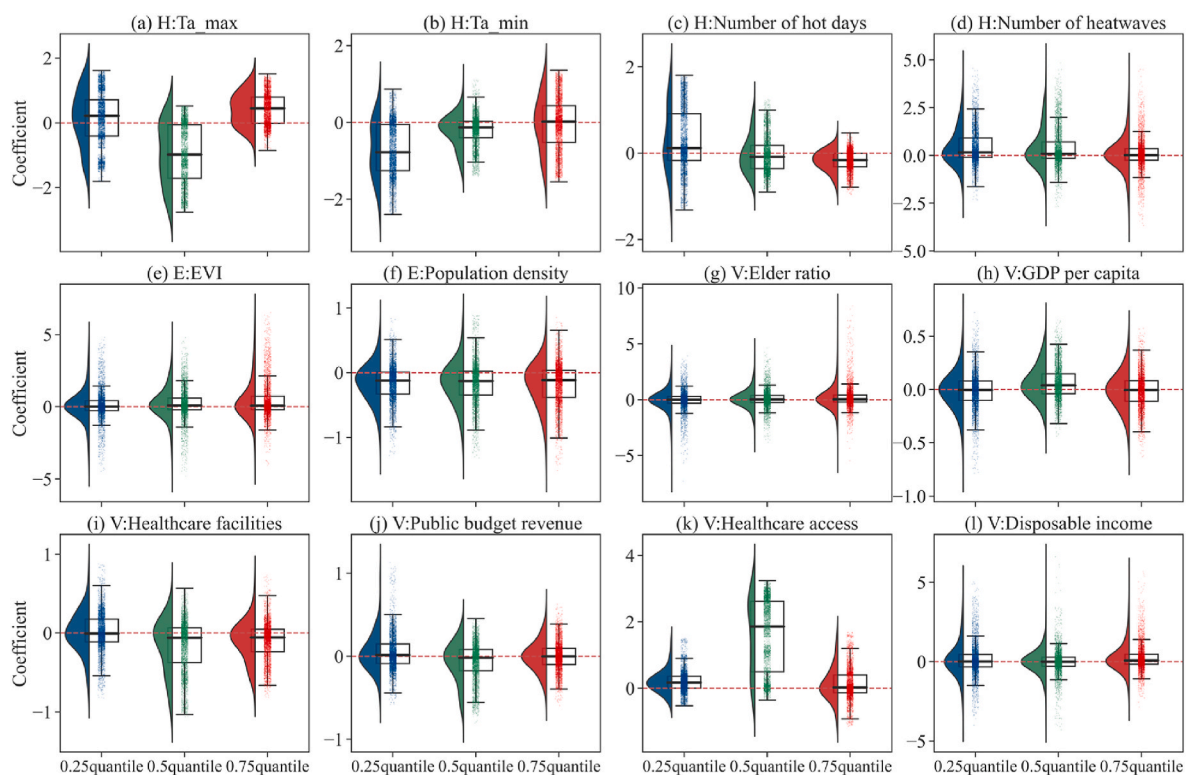 (a) H:Ta_max
(b) H:Ta_min
(c) H:Number of hot days
(d) H:Number of heatwaves
Coefficient
2
0
−2
2
0
−2
2
0
−2
5.0
2.5
0.0
−2.5
−5.0
(e) E:EVI
(f) E:Population density
(g) V:Elder ratio
(h) V:GDP per capita
Coefficient
5
0
−5
1
0
−1
10
5
0
−5
0.5
0.0
−0.5
−1.0
(i) V:Healthcare facilities
(j) V:Public budget revenue
(k) V:Healthcare access
(l) V:Disposable income
Coefficient
1
0
−1
1
0
−1
4
2
0
5
0
−5
0.25quantile 0.5quantile 0.75quantile
0.25quantile 0.5quantile 0.75quantile
0.25quantile 0.5quantile 0.75quantile
0.25quantile 0.5quantile 0.75quantile